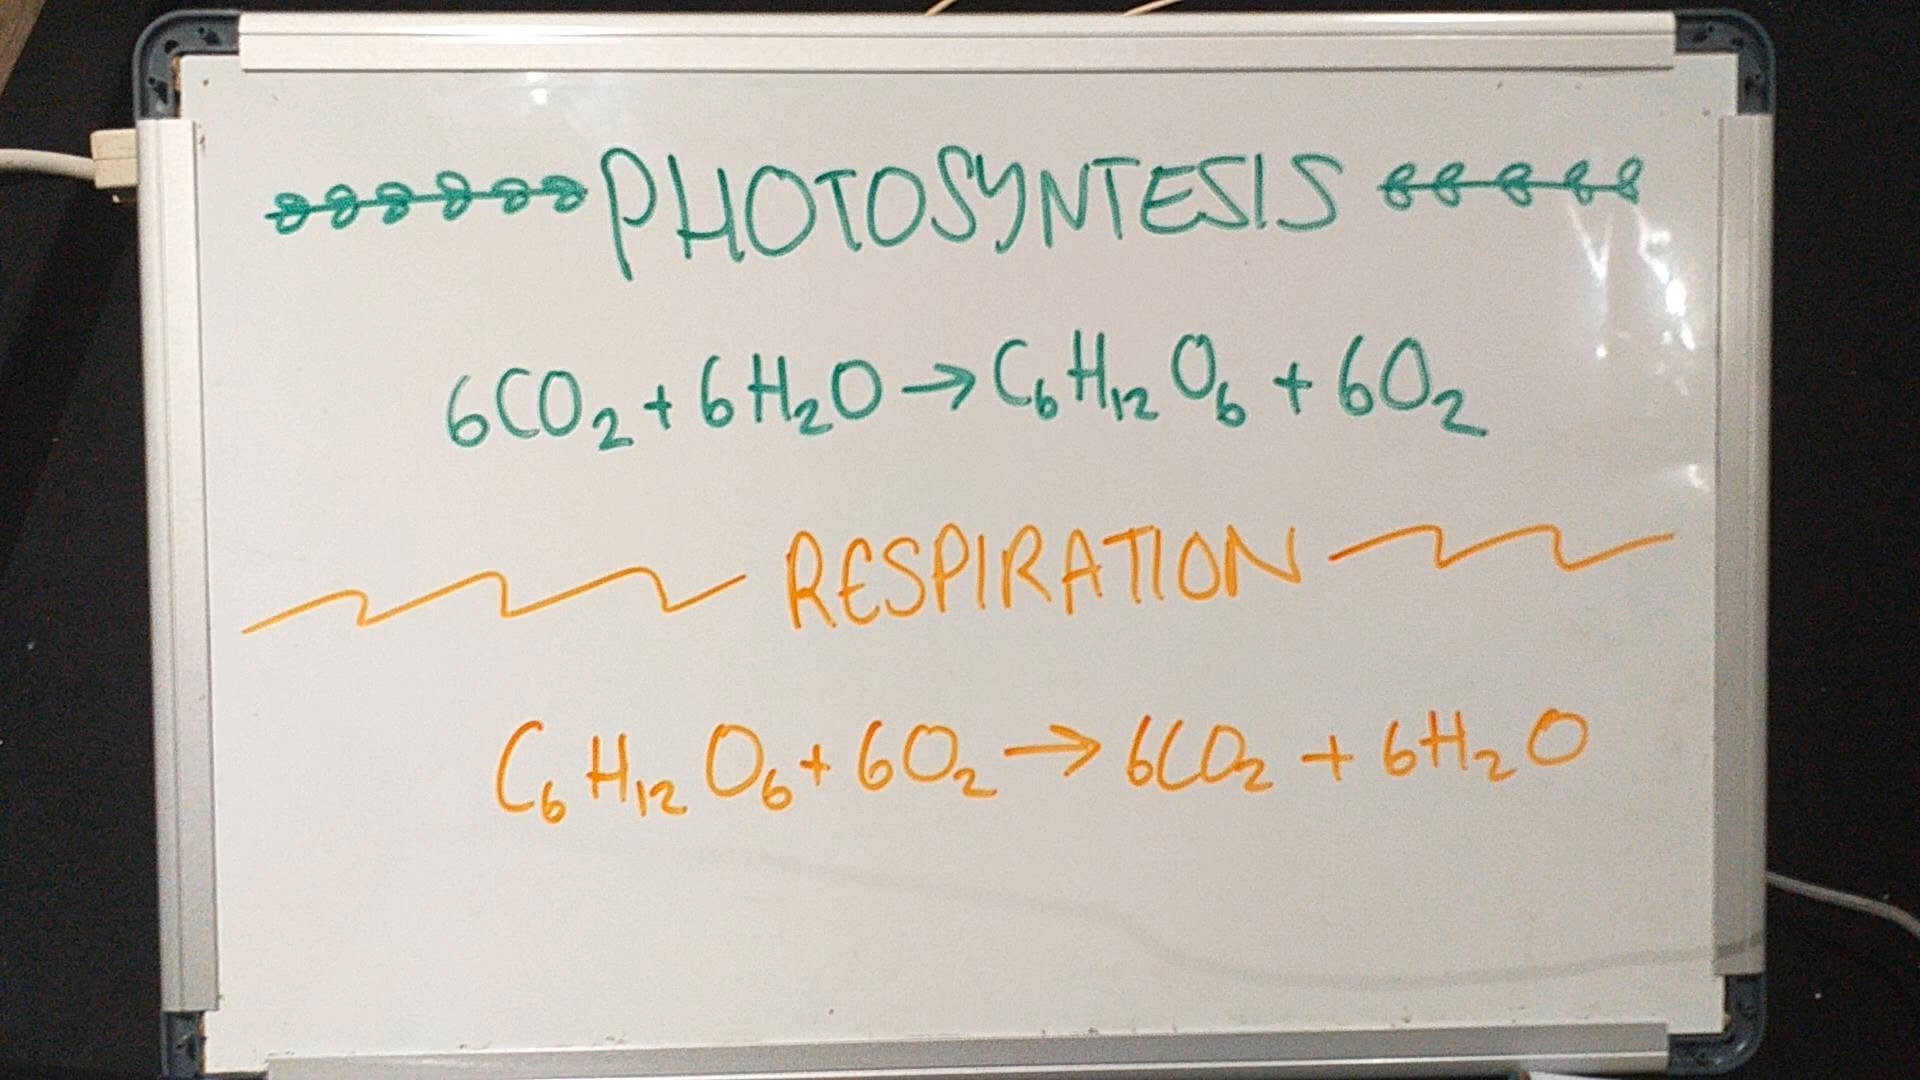 PHOTOSYNTESIS
6CO₂ + 6H₂O → C₆H₁₂O₆ + 6O₂
RESPIRATION
C₆H₁₂O₆ + 6O₂ → 6CO₂ + 6H₂O